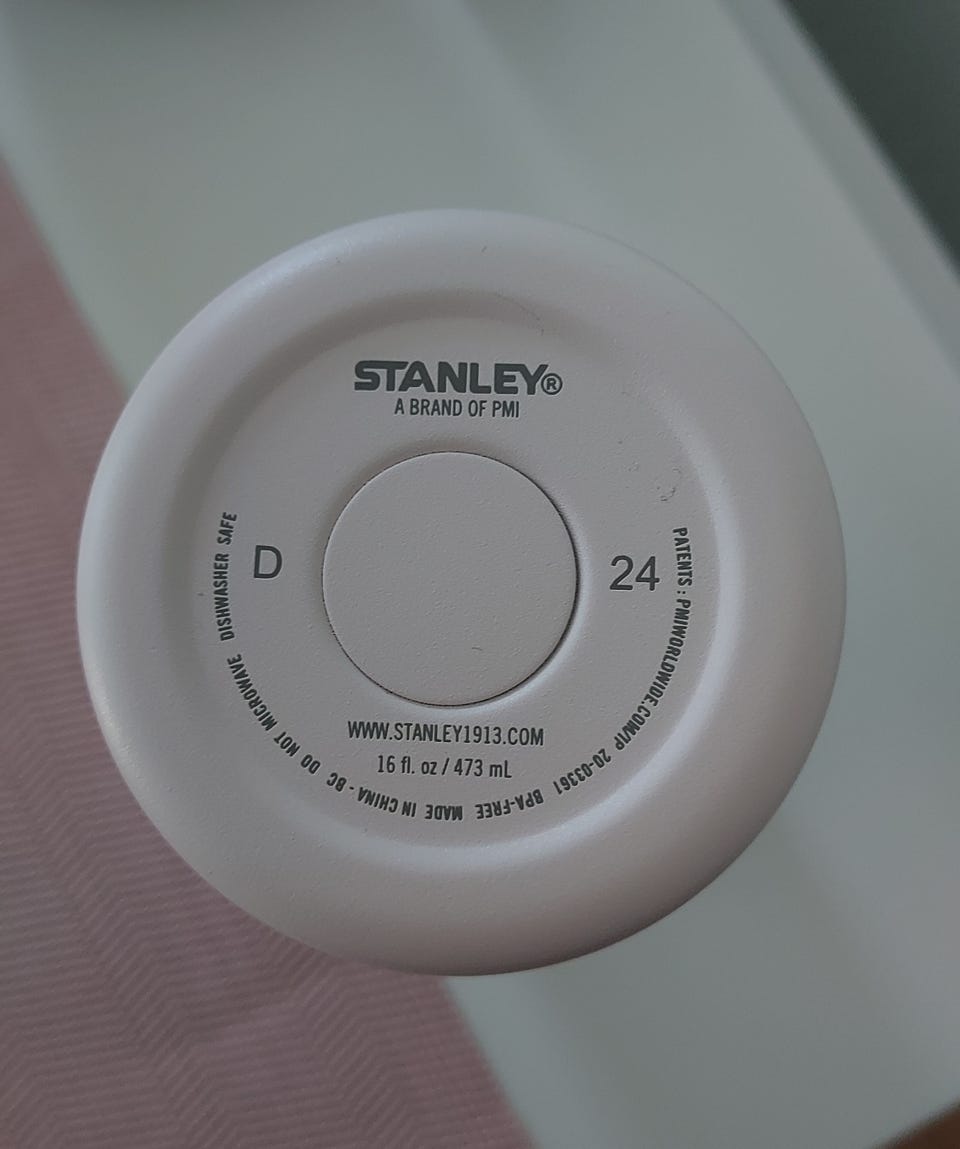 STANLEY®
A BRAND OF PMI
D
24
WWW.STANLEY1913.COM
16 fl. oz / 473 mL
PATENTS : PMIWORLDWIDE.COM/IP 20-03361 BPA-FREE MADE IN CHINA - BC DO NOT MICROWAVE DISHWASHER SAFE